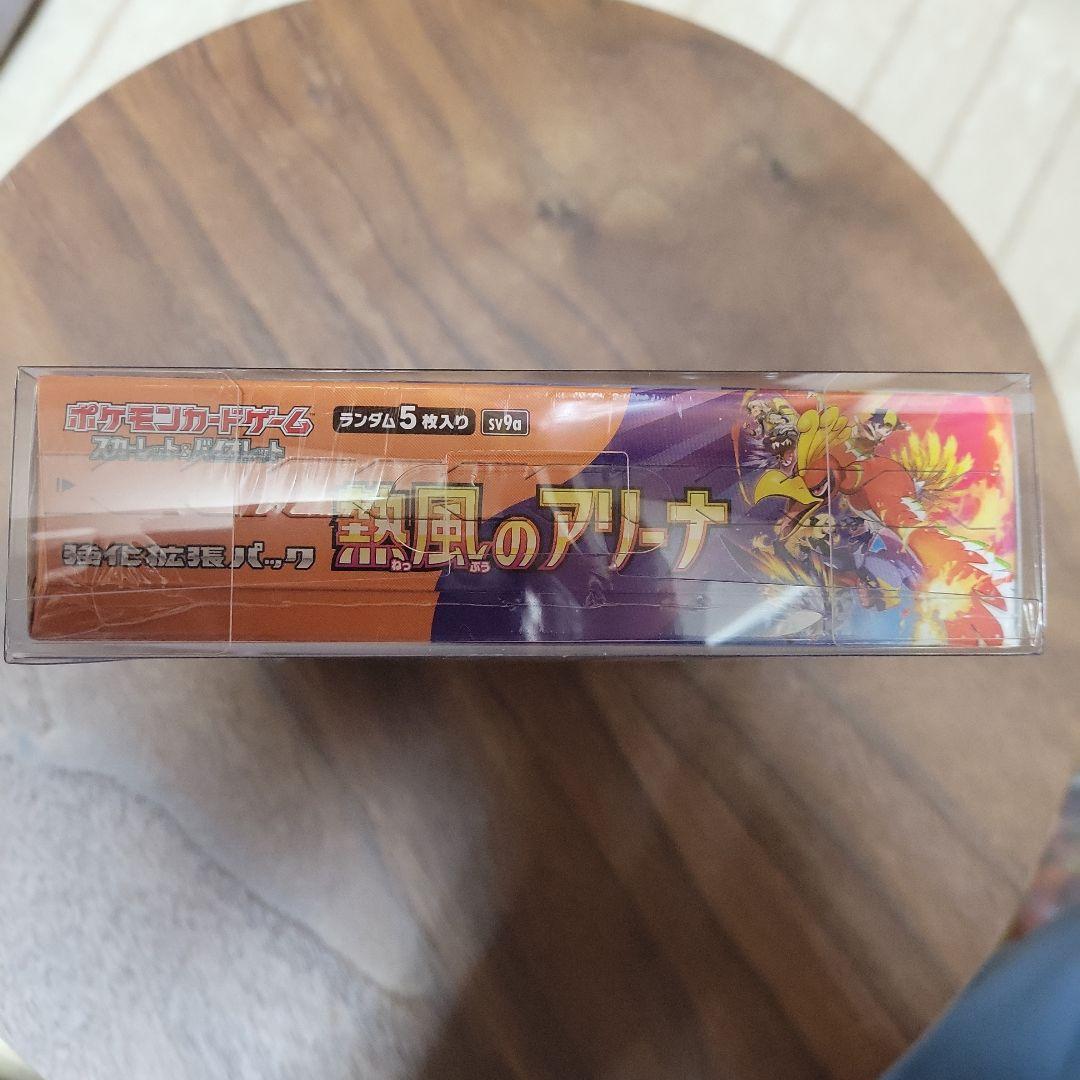 ポケモンカードゲーム™
スカーレット&バイオレット
ランダム5枚入り sv9a
強化拡張パック
熱風のアリーナ
ねっ ぷう